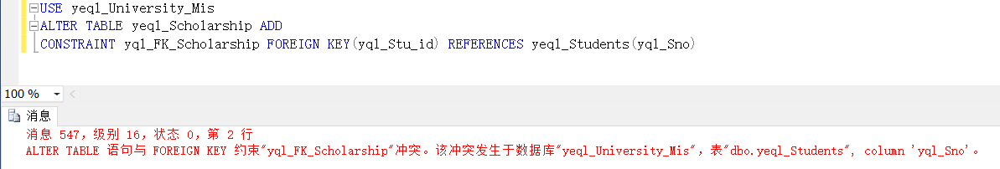 USE yeql_University_Mis
ALTER TABLE yeql_Scholarship ADD
CONSTRAINT yql_FK_Scholarship FOREIGN KEY(yql_Stu_id) REFERENCES yeql_Students(yql_Sno)
100 %
消息
消息 547，级别 16，状态 0，第 2 行
ALTER TABLE 语句与 FOREIGN KEY 约束"yql_FK_Scholarship"冲突。该冲突发生于数据库"yeql_University_Mis"，表"dbo.yeql_Students", column 'yql_Sno'。